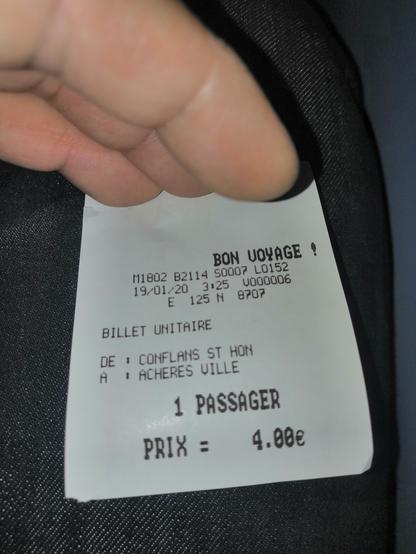 BON VOYAGE !
M1802 B2114 S0007 L0152
19/01/20 3:25 V000006
E 125 N 8707
BILLET UNITAIRE
DE : CONFLANS ST HON
A : ACHERES VILLE
1 PASSAGER
PRIX = 4.00€